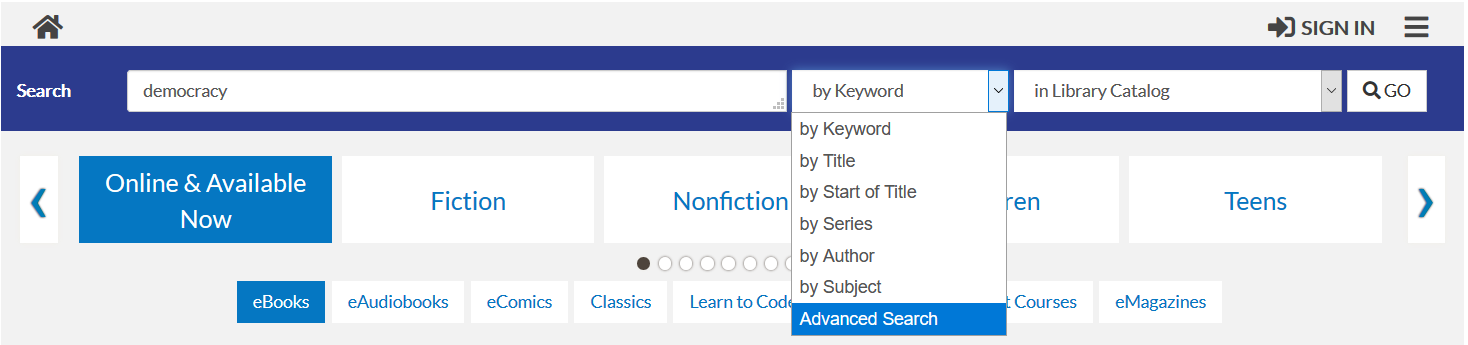 SIGN IN
Search
democracy
by Keyword
in Library Catalog
GO
by Keyword
by Title
by Start of Title
by Series
by Author
by Subject
Advanced Search
Online & Available
Now
Fiction
Nonfiction
ren
Teens
eBooks
eAudiobooks
eComics
Classics
Learn to Code
t Courses
eMagazines